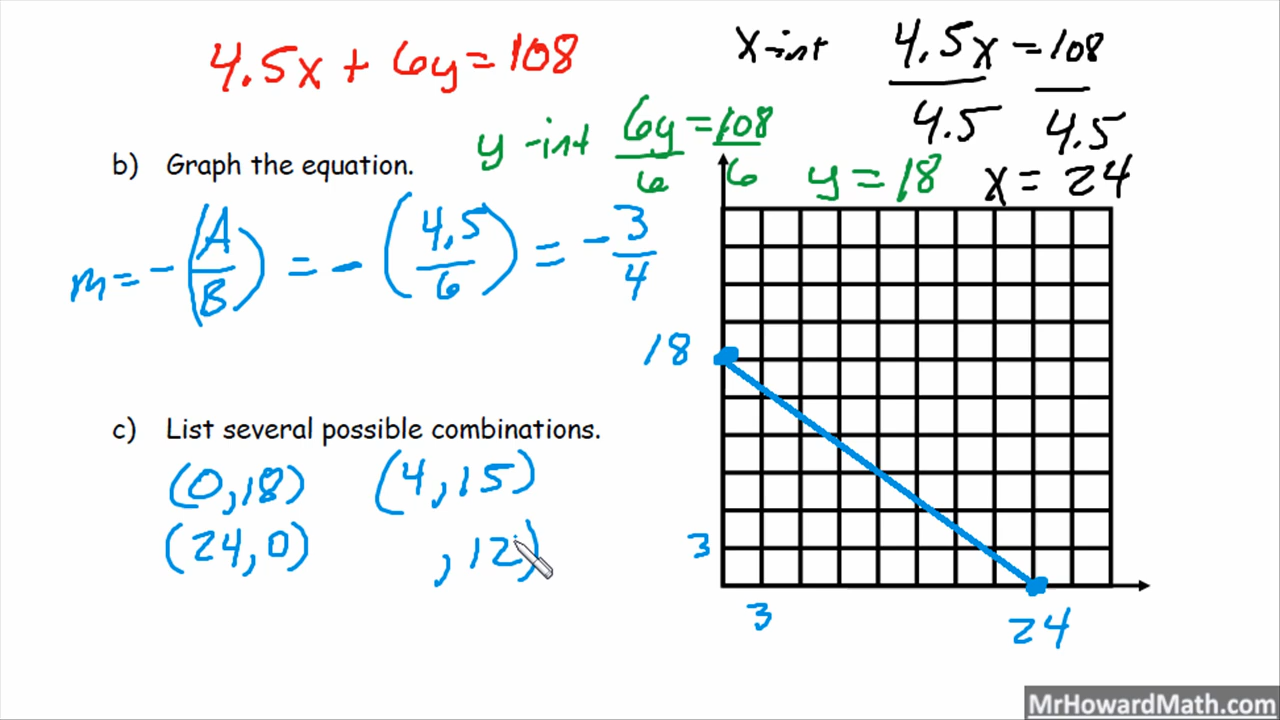 4.5x + 6y = 108
x-int 4.5x = 108
4.5 4.5
x = 24
y-int 6y = 108
6 6
y = 18
b) Graph the equation.
m = -(A/B) = -(4.5/6) = -3/4
18
3
3
24
c) List several possible combinations.
(0,18) (4,15)
(24,0) ,12)
MrHowardMath.com